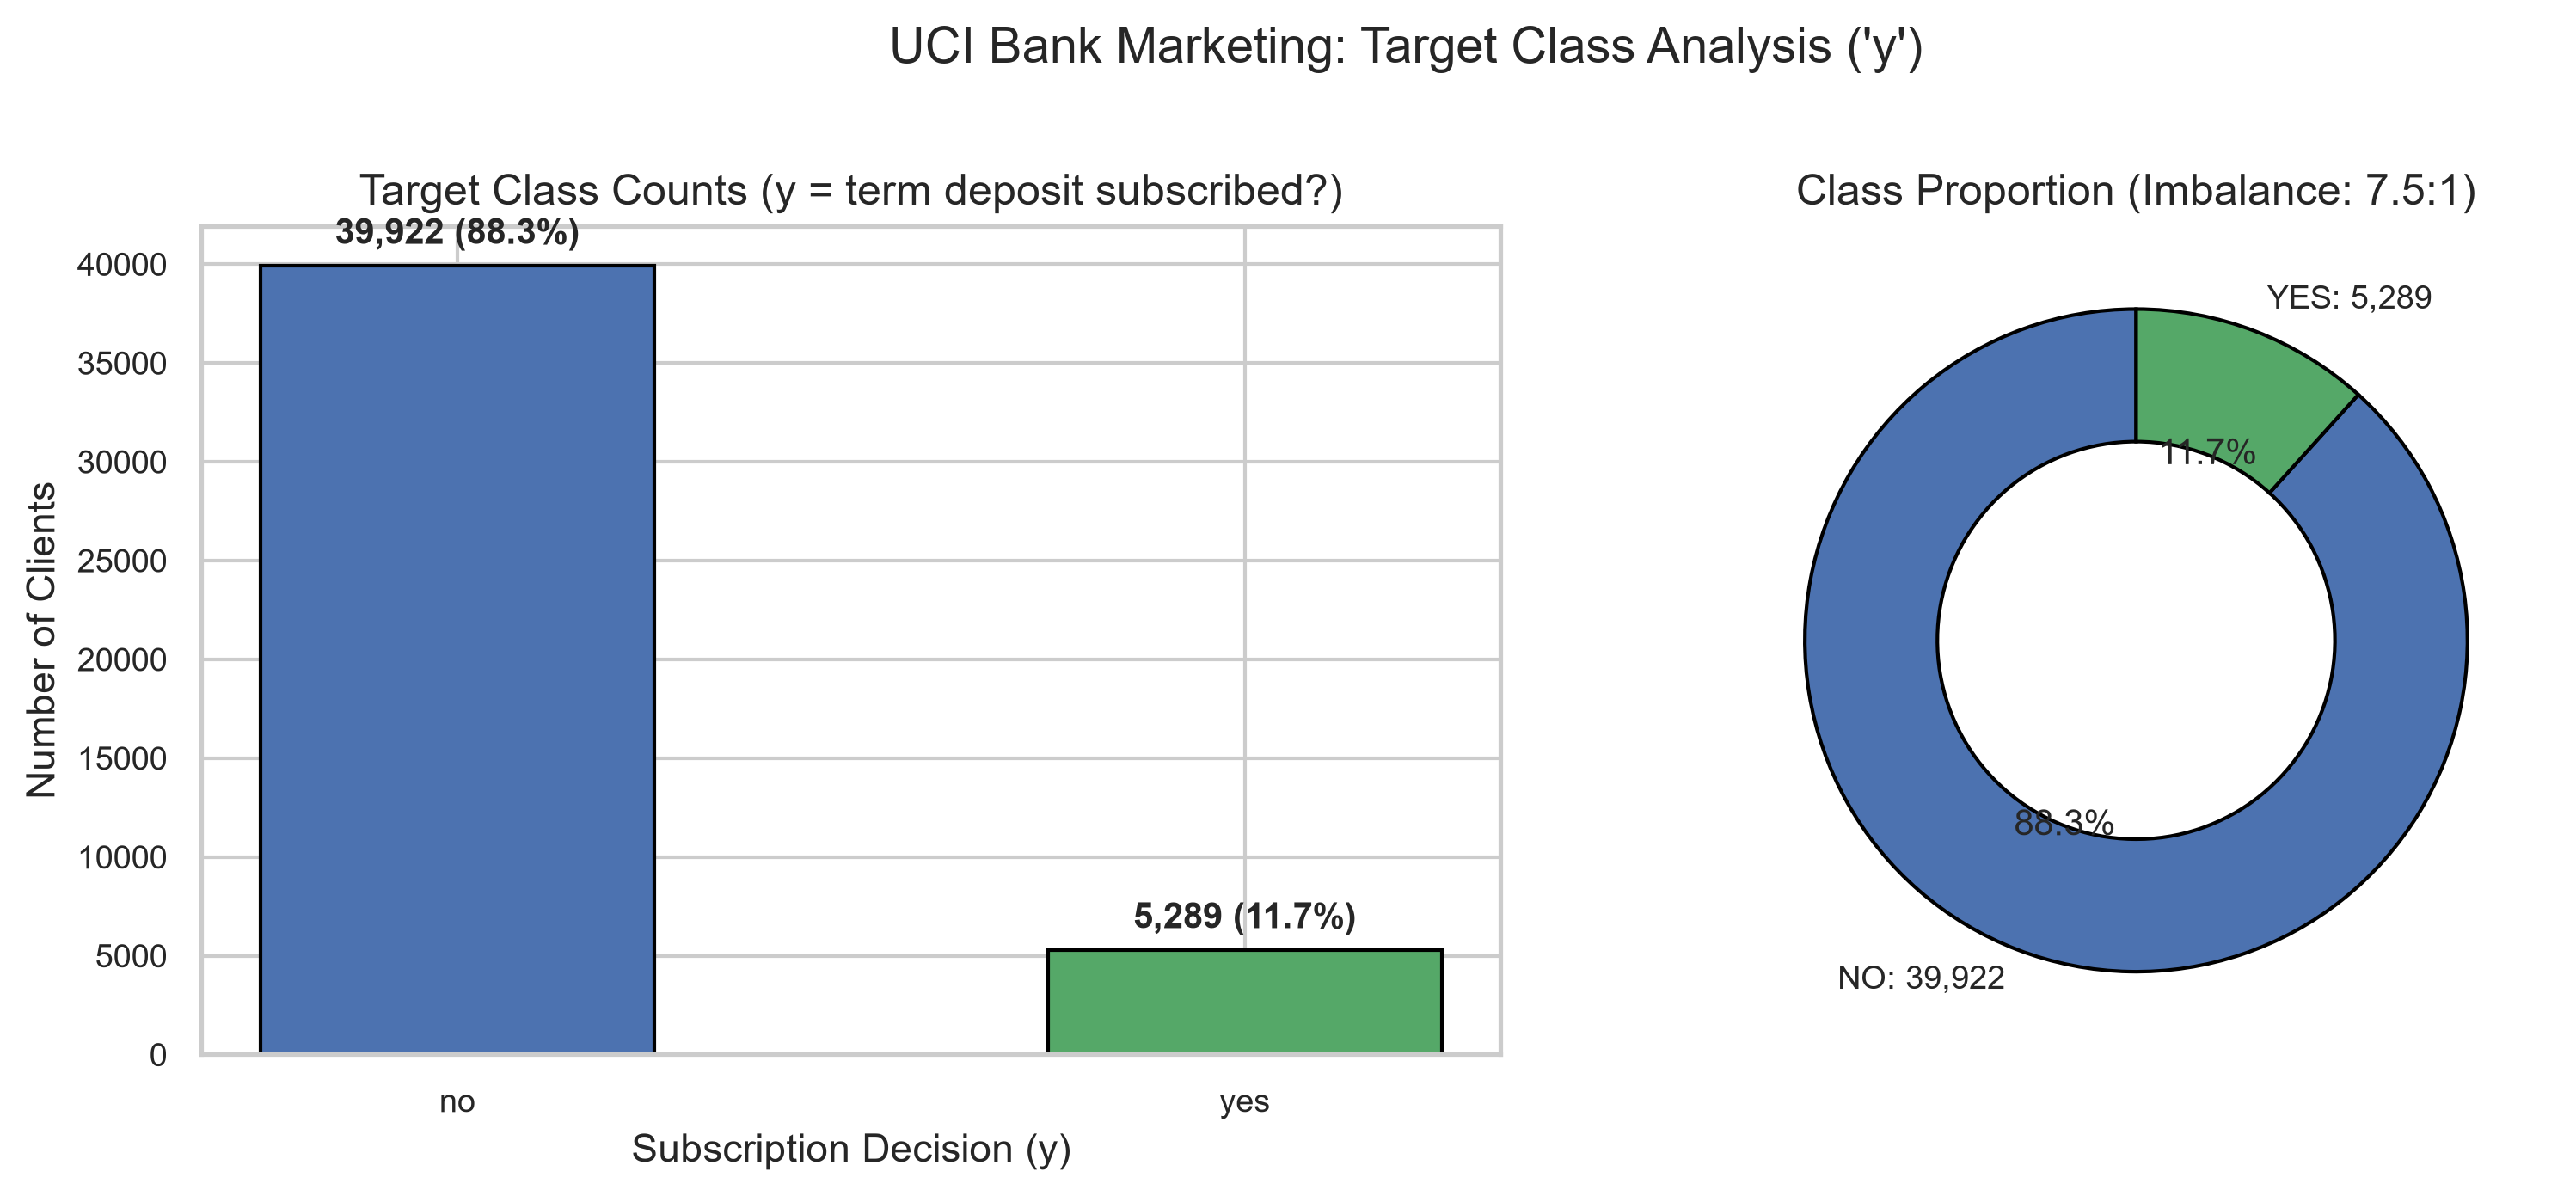 UCI Bank Marketing: Target Class Analysis ('y')
Target Class Counts (y = term deposit subscribed?)
39,922 (88.3%)
40000
35000
30000
25000
20000
15000
10000
5000
0
Number of Clients
5,289 (11.7%)
no
yes
Subscription Decision (y)
Class Proportion (Imbalance: 7.5:1)
YES: 5,289
11.7%
88.3%
NO: 39,922